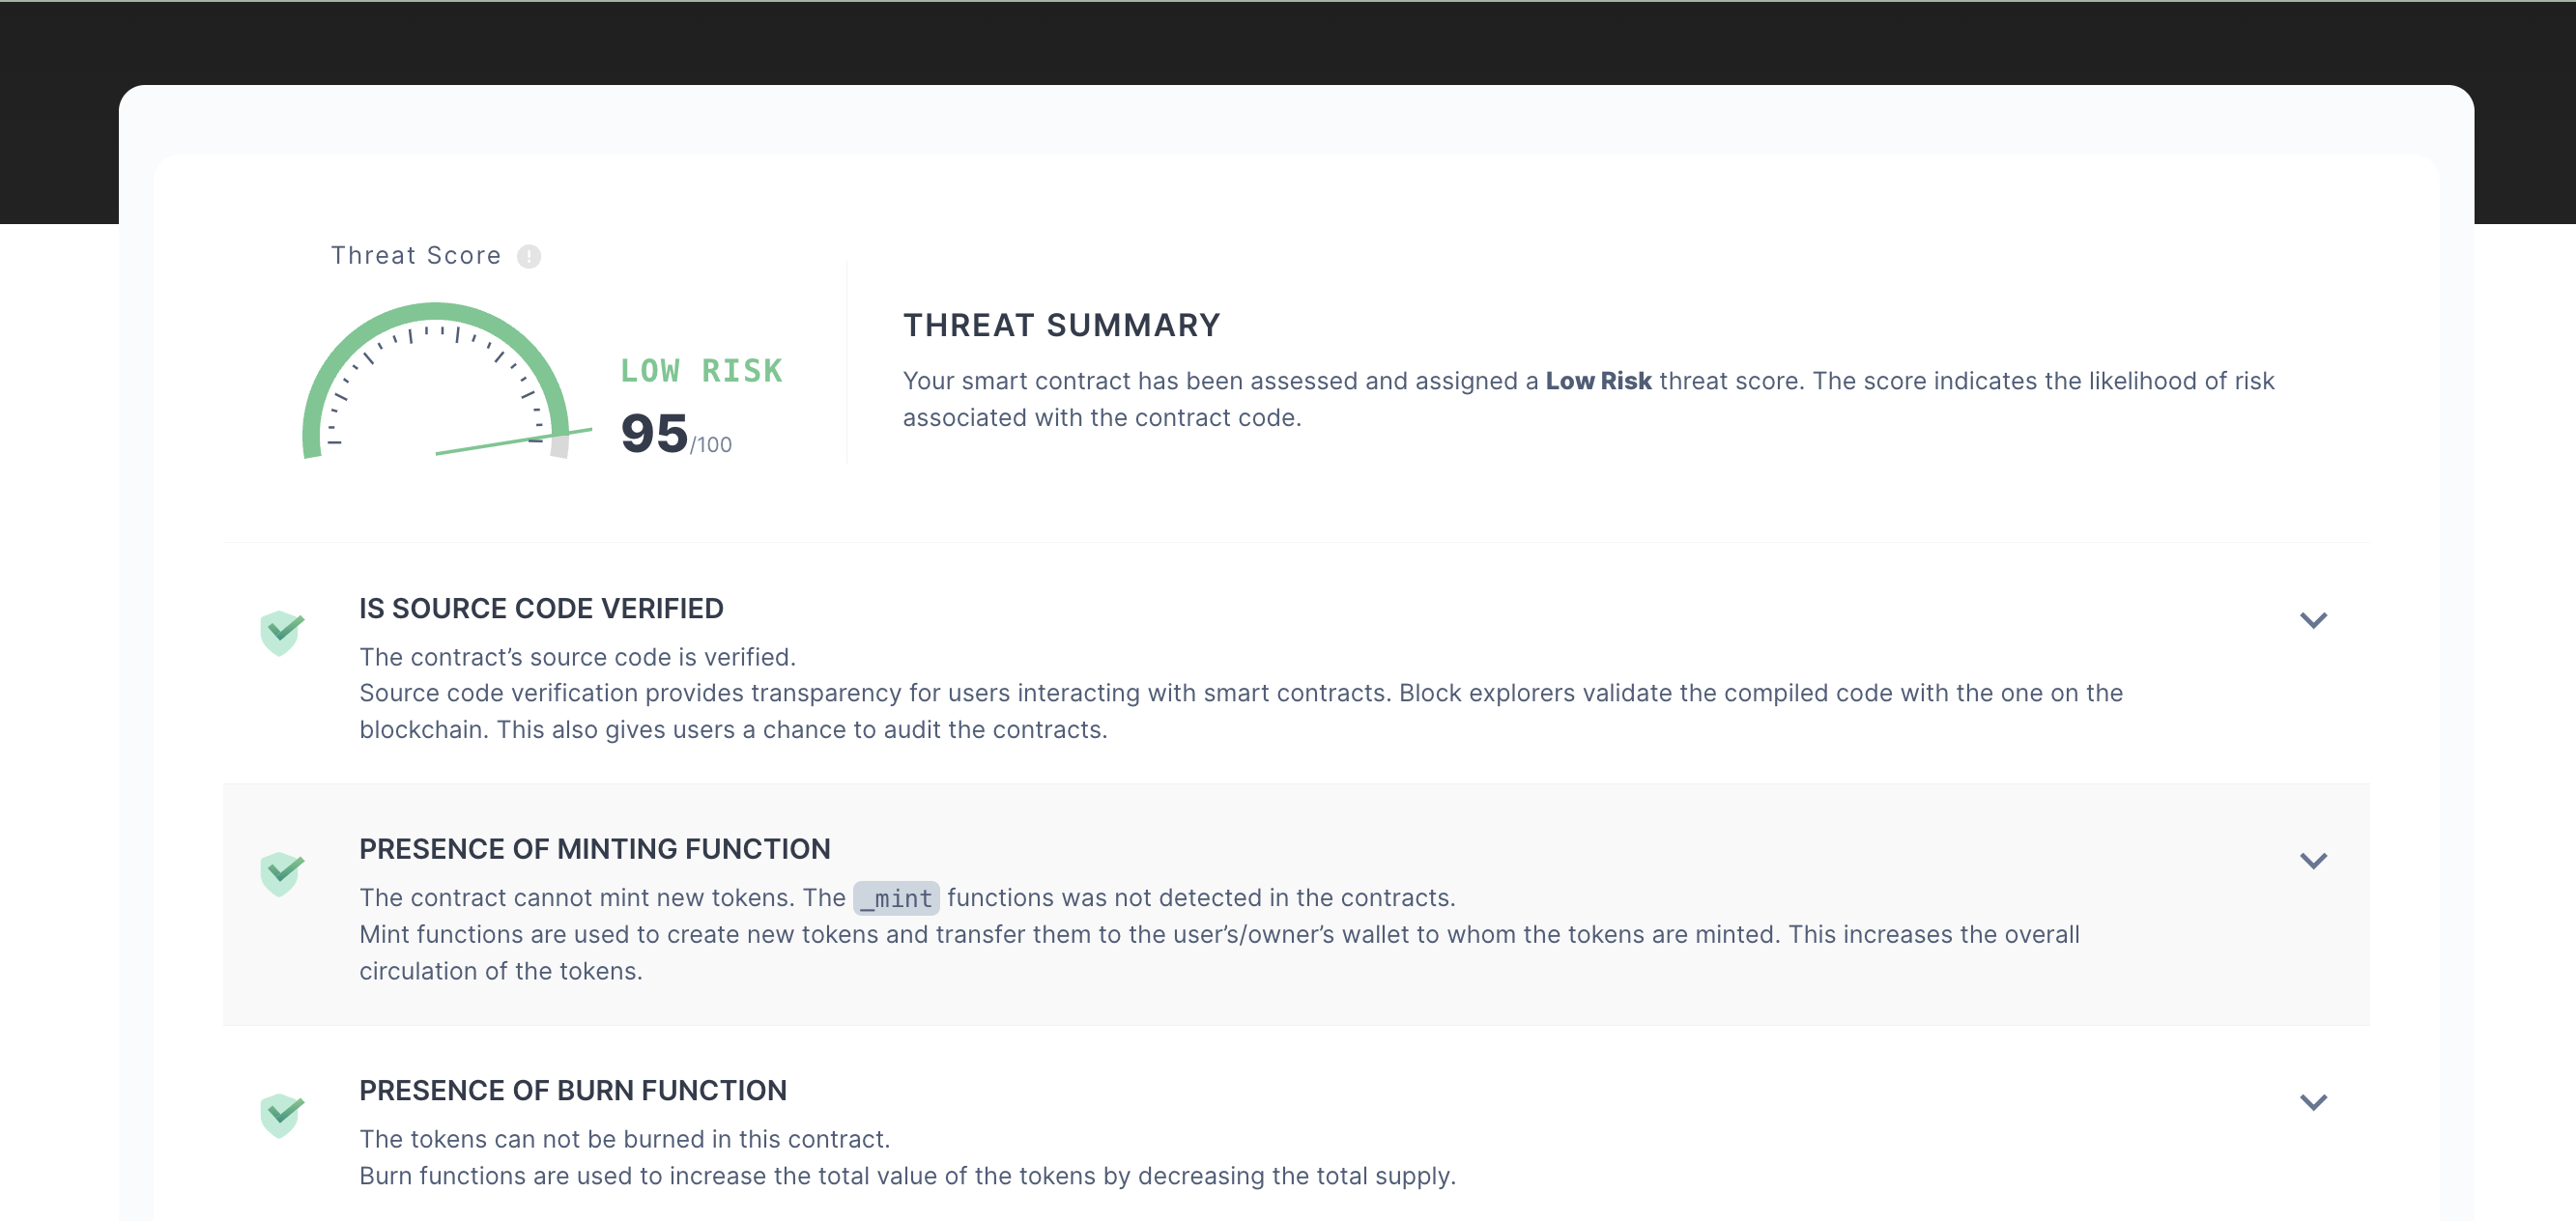 Threat Score
LOW RISK
95/100
THREAT SUMMARY
Your smart contract has been assessed and assigned a Low Risk threat score. The score indicates the likelihood of risk
associated with the contract code.
IS SOURCE CODE VERIFIED
The contract’s source code is verified.
Source code verification provides transparency for users interacting with smart contracts. Block explorers validate the compiled code with the one on the
blockchain. This also gives users a chance to audit the contracts.
PRESENCE OF MINTING FUNCTION
The contract cannot mint new tokens. The _mint functions was not detected in the contracts.
Mint functions are used to create new tokens and transfer them to the user’s/owner’s wallet to whom the tokens are minted. This increases the overall
circulation of the tokens.
PRESENCE OF BURN FUNCTION
The tokens can not be burned in this contract.
Burn functions are used to increase the total value of the tokens by decreasing the total supply.